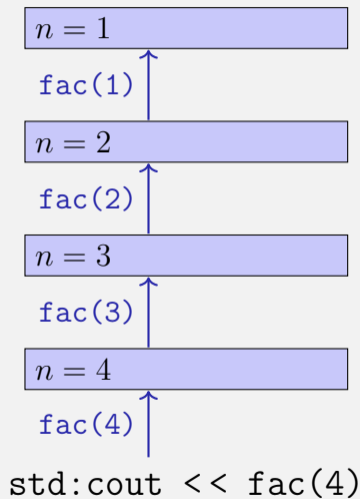 n = 1
fac(1)
n = 2
fac(2)
n = 3
fac(3)
n = 4
fac(4)
std:cout << fac(4)